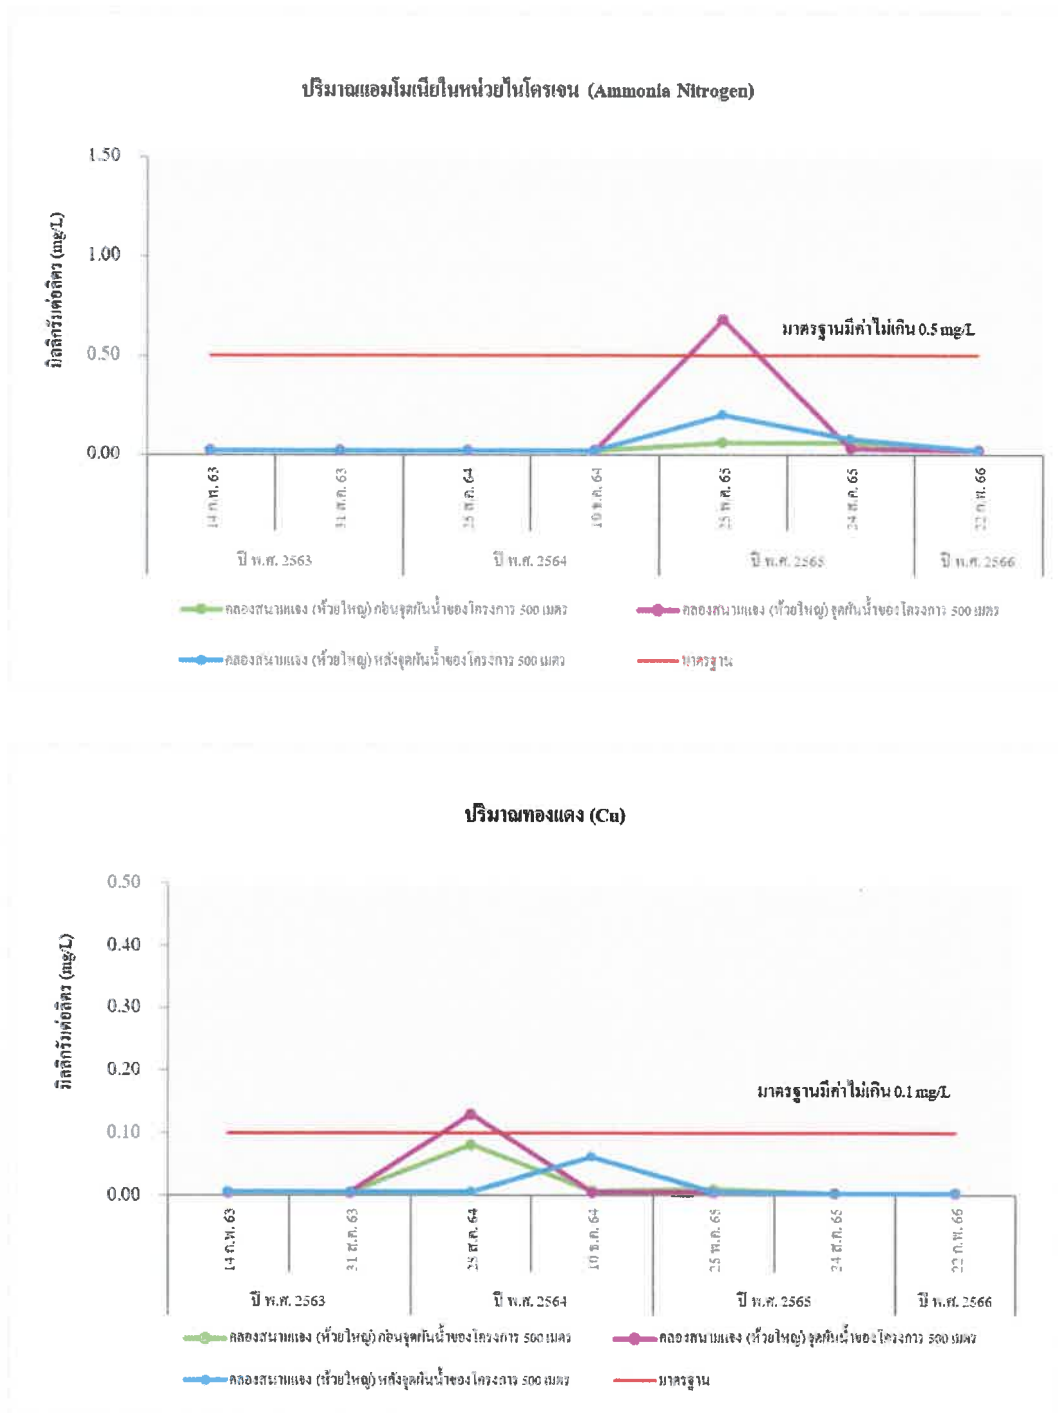 ปริมาณแอมโมเนียในหน่วยไนโตรเจน (Ammonia Nitrogen)
1.50
1.00
0.50
0.00
มิลลิกรัมต่อลิตร (mg/L)
มาตรฐานมีค่าไม่เกิน 0.5 mg/L
14 ก.พ. 63
31 ส.ค. 63
25 ส.ค. 64
10 ธ.ค. 64
25 พ.ค. 65
24 ส.ค. 65
22 ก.พ. 66
ปี พ.ศ. 2563
ปี พ.ศ. 2564
ปี พ.ศ. 2565
ปี พ.ศ. 2566
คลองสนามแจง (ห้วยใหญ่) ก่อนจุดผันน้ำของโครงการ 500 เมตร
คลองสนามแจง (ห้วยใหญ่) จุดผันน้ำของโครงการ 500 เมตร
คลองสนามแจง (ห้วยใหญ่) หลังจุดผันน้ำของโครงการ 500 เมตร
มาตรฐาน
ปริมาณทองแดง (Cu)
0.50
0.40
0.30
0.20
0.10
0.00
มิลลิกรัมต่อลิตร (mg/L)
มาตรฐานมีค่าไม่เกิน 0.1 mg/L
14 ก.พ. 63
31 ส.ค. 63
25 ส.ค. 64
10 ธ.ค. 64
25 พ.ค. 65
24 ส.ค. 65
22 ก.พ. 66
ปี พ.ศ. 2563
ปี พ.ศ. 2564
ปี พ.ศ. 2565
ปี พ.ศ. 2566
คลองสนามแจง (ห้วยใหญ่) ก่อนจุดผันน้ำของโครงการ 500 เมตร
คลองสนามแจง (ห้วยใหญ่) จุดผันน้ำของโครงการ 500 เมตร
คลองสนามแจง (ห้วยใหญ่) หลังจุดผันน้ำของโครงการ 500 เมตร
มาตรฐาน